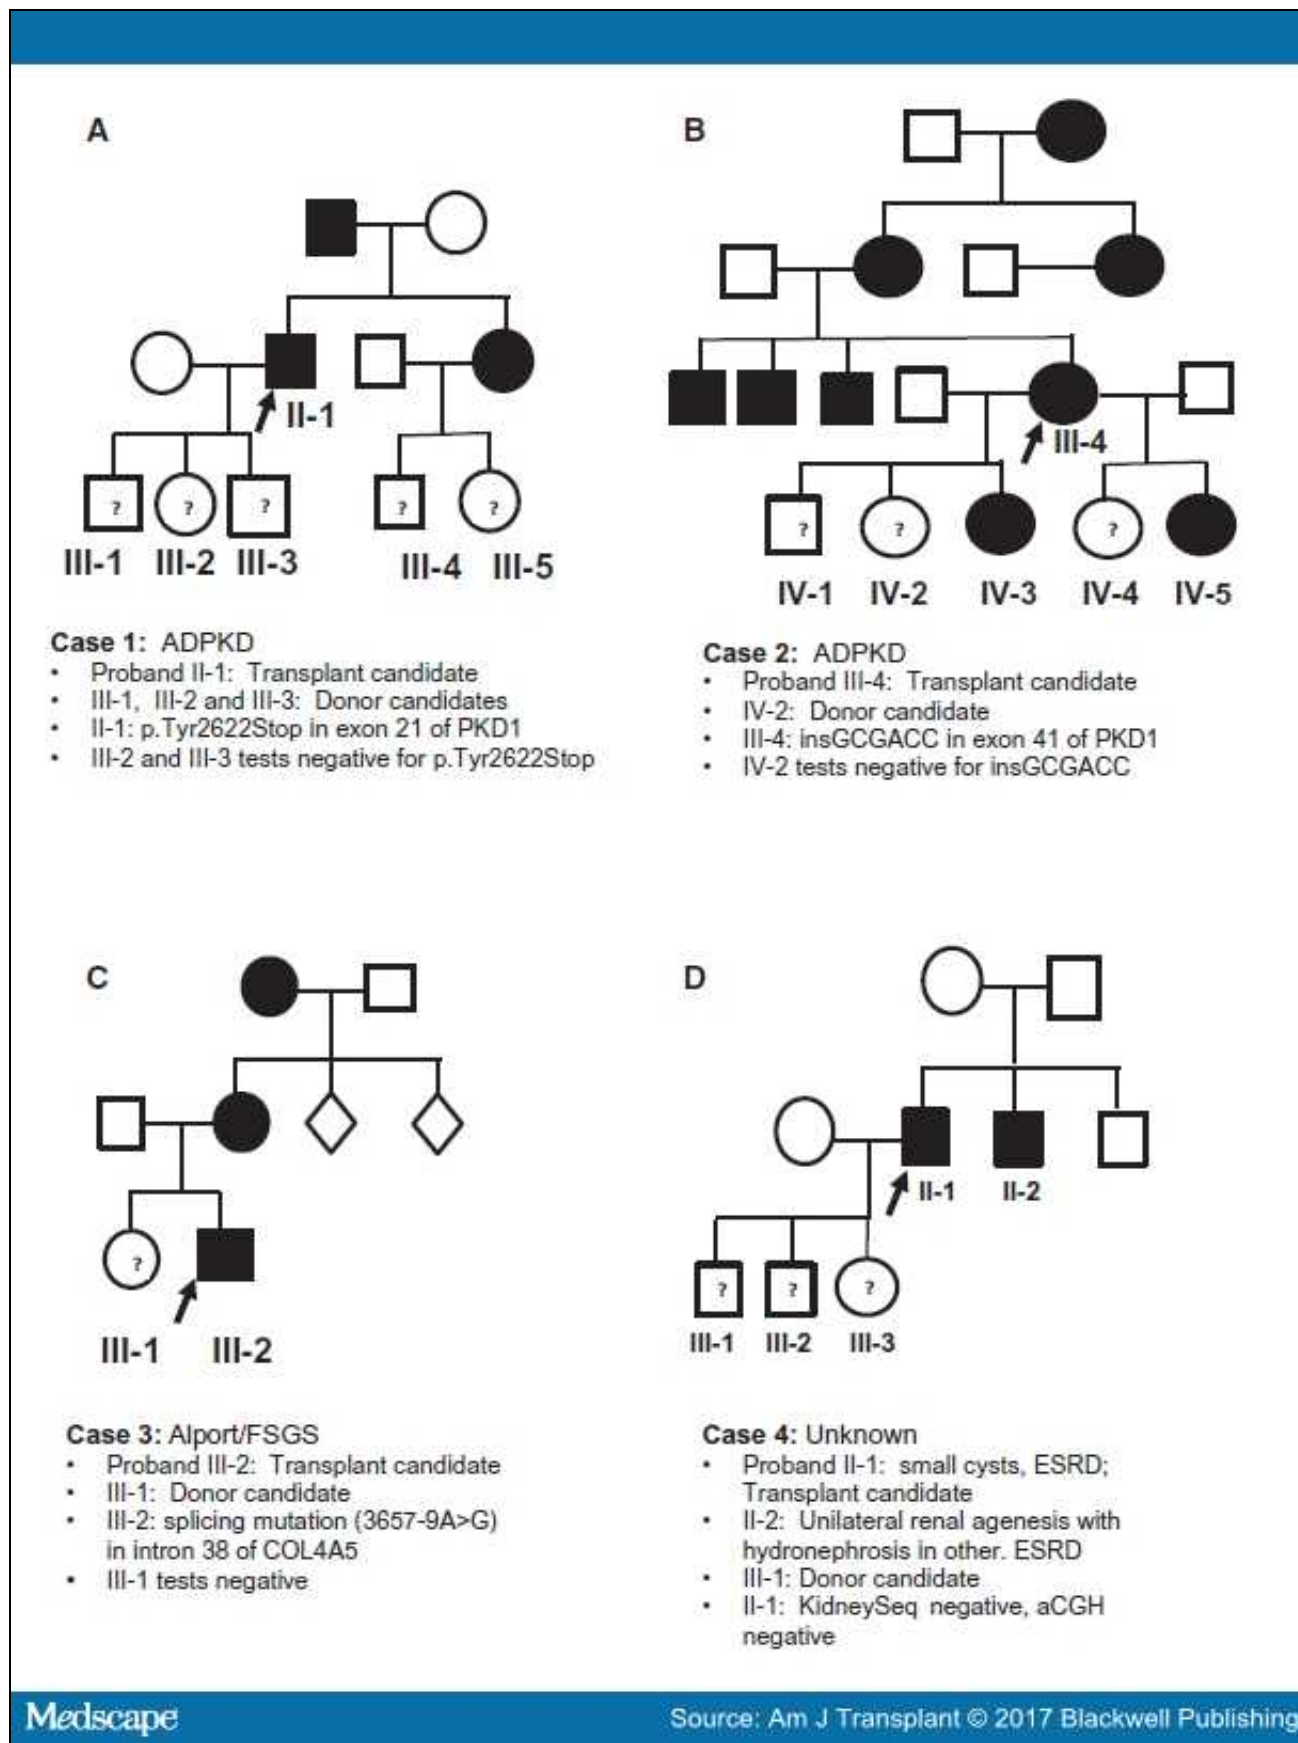 A
II-1
?
?
?
?
?
III-1 III-2 III-3 III-4 III-5
Case 1: ADPKD
• Proband II-1: Transplant candidate
• III-1, III-2 and III-3: Donor candidates
• II-1: p.Tyr2622Stop in exon 21 of PKD1
• III-2 and III-3 tests negative for p.Tyr2622Stop
B
III-4
?
?
?
IV-1 IV-2 IV-3 IV-4 IV-5
Case 2: ADPKD
• Proband III-4: Transplant candidate
• IV-2: Donor candidate
• III-4: insGCGACC in exon 41 of PKD1
• IV-2 tests negative for insGCGACC
C
?
III-1 III-2
Case 3: Alport/FSGS
• Proband III-2: Transplant candidate
• III-1: Donor candidate
• III-2: splicing mutation (3657-9A>G)
in intron 38 of COL4A5
• III-1 tests negative
D
II-1 II-2
?
?
?
III-1 III-2 III-3
Case 4: Unknown
• Proband II-1: small cysts, ESRD;
Transplant candidate
• II-2: Unilateral renal agenesis with
hydronephrosis in other. ESRD
• III-1: Donor candidate
• II-1: KidneySeq negative, aCGH
negative
Medscape
Source: Am J Transplant © 2017 Blackwell Publishing